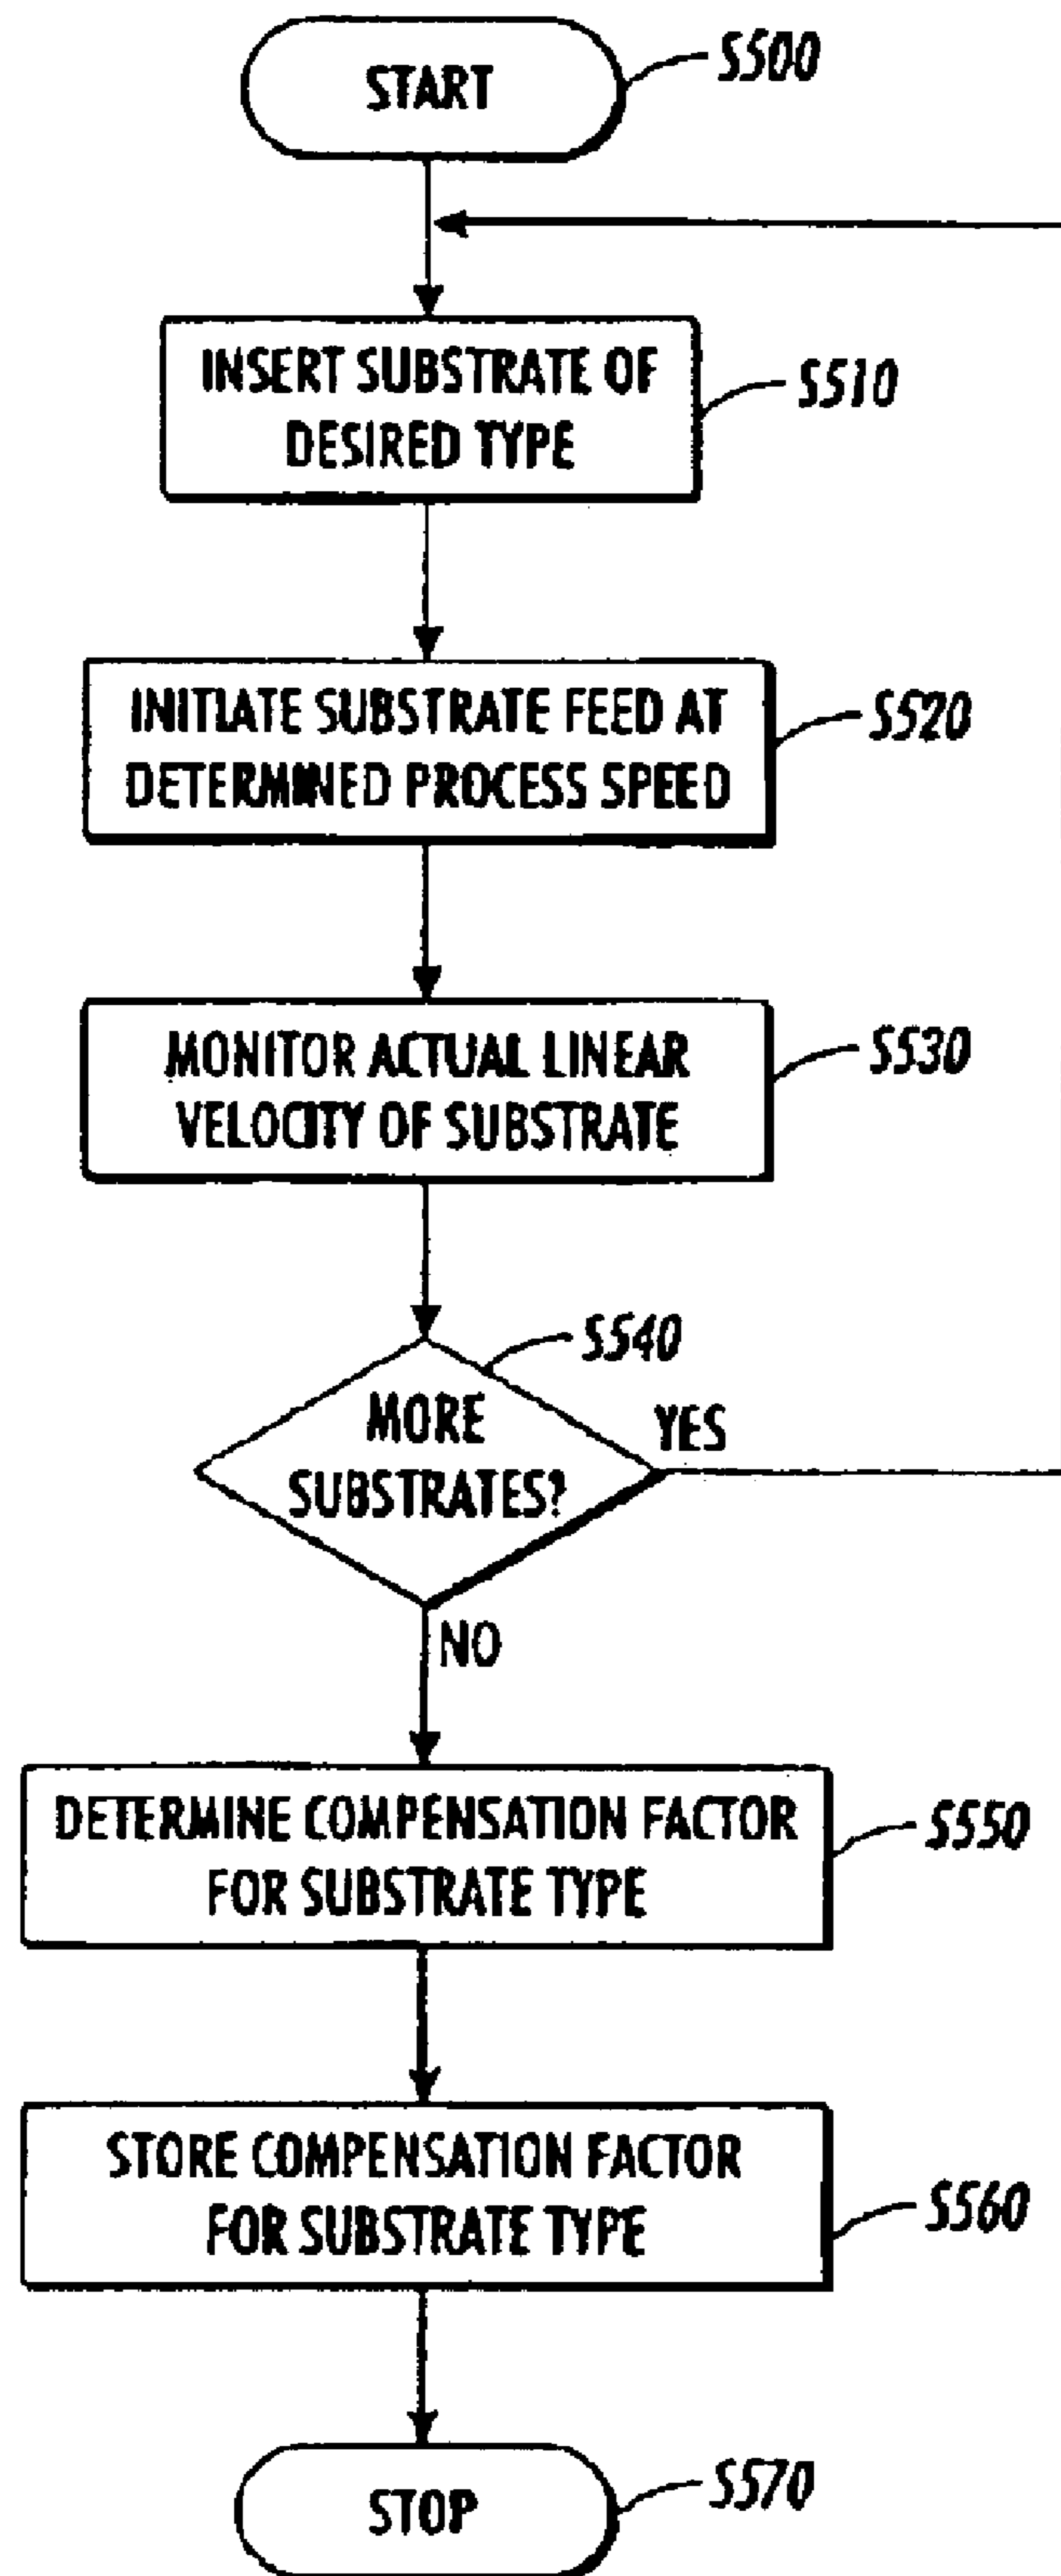 START
S500
INSERT SUBSTRATE OF
DESIRED TYPE
S510
INITIATE SUBSTRATE FEED AT
DETERMINED PROCESS SPEED
S520
MONITOR ACTUAL LINEAR
VELOCITY OF SUBSTRATE
S530
S540
MORE
SUBSTRATES?
YES
NO
DETERMINE COMPENSATION FACTOR
FOR SUBSTRATE TYPE
S550
STORE COMPENSATION FACTOR
FOR SUBSTRATE TYPE
S560
STOP
S570